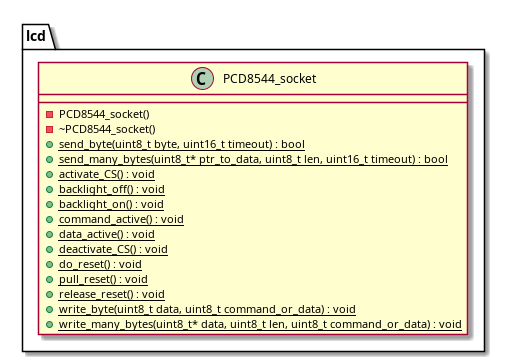 lcd
C PCD8544_socket
PCD8544_socket()
~PCD8544_socket()
send_byte(uint8_t byte, uint16_t timeout) : bool
send_many_bytes(uint8_t* ptr_to_data, uint8_t len, uint16_t timeout) : bool
activate_CS() : void
backlight_off() : void
backlight_on() : void
command_active() : void
data_active() : void
deactivate_CS() : void
do_reset() : void
pull_reset() : void
release_reset() : void
write_byte(uint8_t data, uint8_t command_or_data) : void
write_many_bytes(uint8_t* data, uint8_t len, uint8_t command_or_data) : void